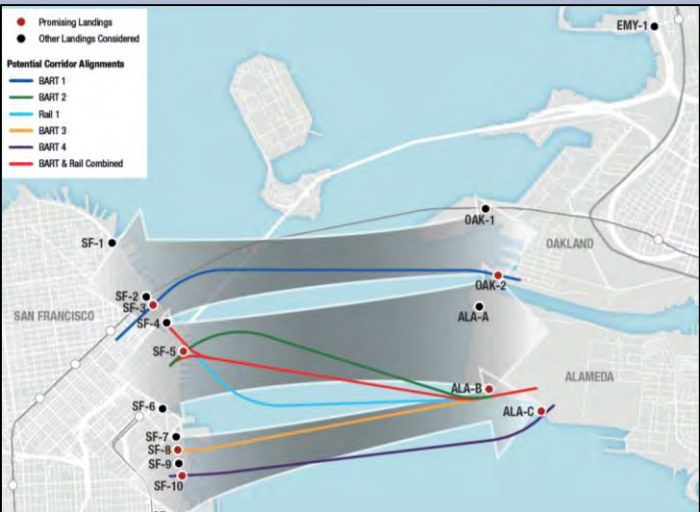 Promising Landings
Other Landings Considered
Potential Corridor Alignments
BART 1
BART 2
Rail 1
BART 3
BART 4
BART & Rail Combined
EMY-1
OAK-1
SF-1
OAKLAND
OAK-2
SF-2
SF-3
SAN FRANCISCO
SF-4
ALA-A
SF-5
ALAMEDA
ALA-B
SF-6
ALA-C
SF-7
SF-8
SF-9
SF-10